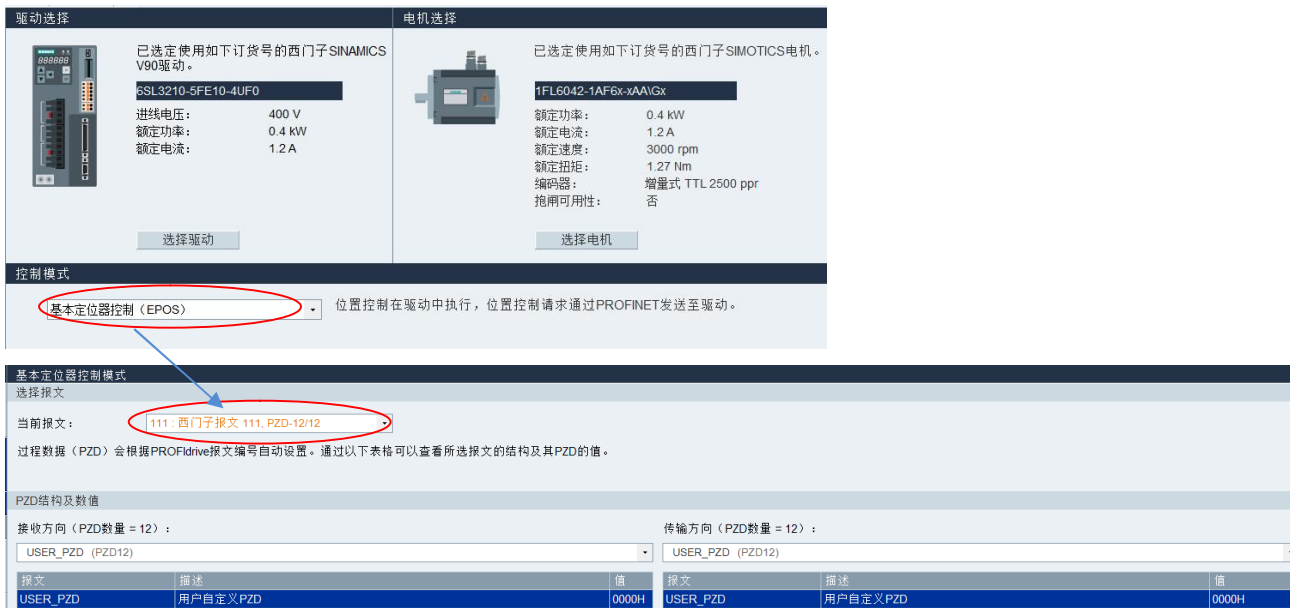 驱动选择
电机选择
已选定使用如下订货号的西门子SINAMICS
V90驱动。
6SL3210-5FE10-4UF0
进线电压： 400 V
额定功率： 0.4 kW
额定电流： 1.2 A
选择驱动
已选定使用如下订货号的西门子SIMOTICS电机。
1FL6042-1AF6x-xAA\Gx
额定功率： 0.4 kW
额定电流： 1.2 A
额定速度： 3000 rpm
额定扭矩： 1.27 Nm
编码器： 增量式 TTL 2500 ppr
抱闸可用性： 否
选择电机
控制模式
基本定位器控制（EPOS）
位置控制在驱动中执行，位置控制请求通过PROFINET发送至驱动。
基本定位器控制模式
选择报文
当前报文： 111 : 西门子报文 111, PZD-12/12
过程数据（PZD）会根据PROFIdrive报文编号自动设置。通过以下表格可以查看所选报文的结构及其PZD的值。
PZD结构及数值
接收方向（PZD数量 = 12）： 传输方向（PZD数量 = 12）：
USER_PZD (PZD12) USER_PZD (PZD12)
报文 描述 值 报文 描述 值
USER_PZD 用户自定义PZD 0000H USER_PZD 用户自定义PZD 0000H